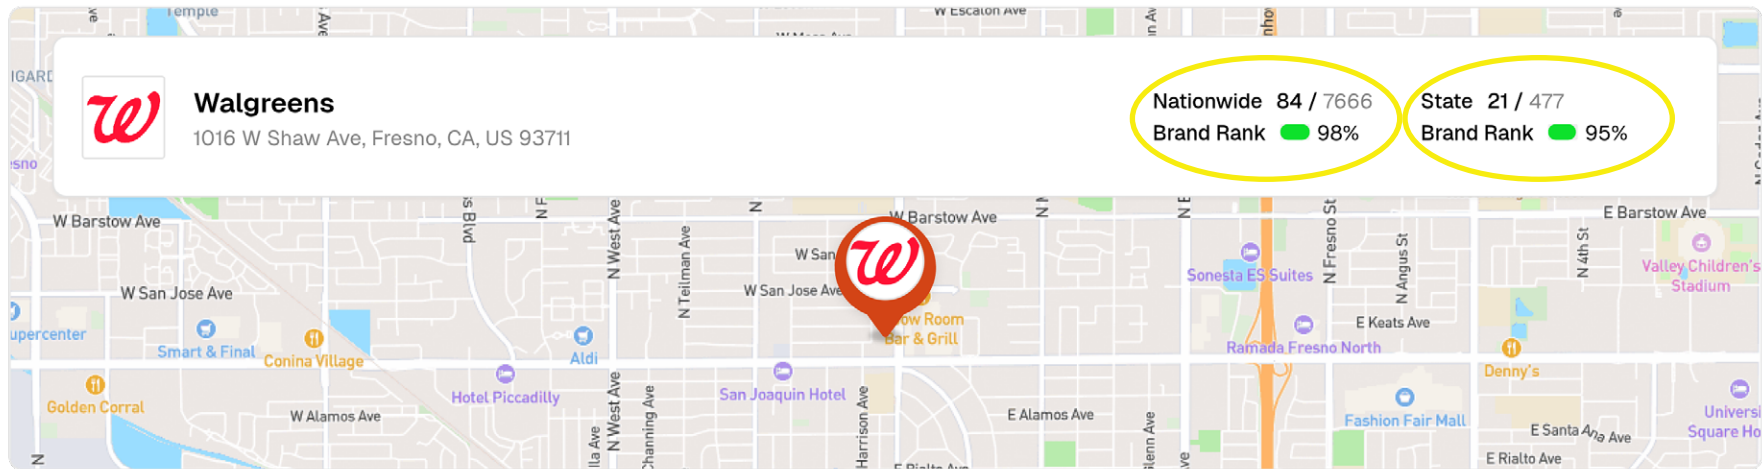 Temple
W Escalon Ave
Walgreens
1016 W Shaw Ave, Fresno, CA, US 93711
Nationwide 84 / 7666
Brand Rank 98%
State 21 / 477
Brand Rank 95%
W Barstow Ave
W Barstow Ave
E Barstow Ave
N West Ave
N Teilman Ave
N Fresno St
N Angus St
N 4th St
Sonesta ES Suites
Valley Children's
Stadium
W San Jose Ave
W San Jose Ave
Smart & Final
Conina Village
Aldi
Bar & Grill
E Keats Ave
Ramada Fresno North
Denny's
Golden Corral
Hotel Piccadilly
San Joaquin Hotel
Fashion Fair Mall
W Alamos Ave
N West Ave
E Alamos Ave
E Santa Ana Ave
E Rialto Ave
E Rialto Ave